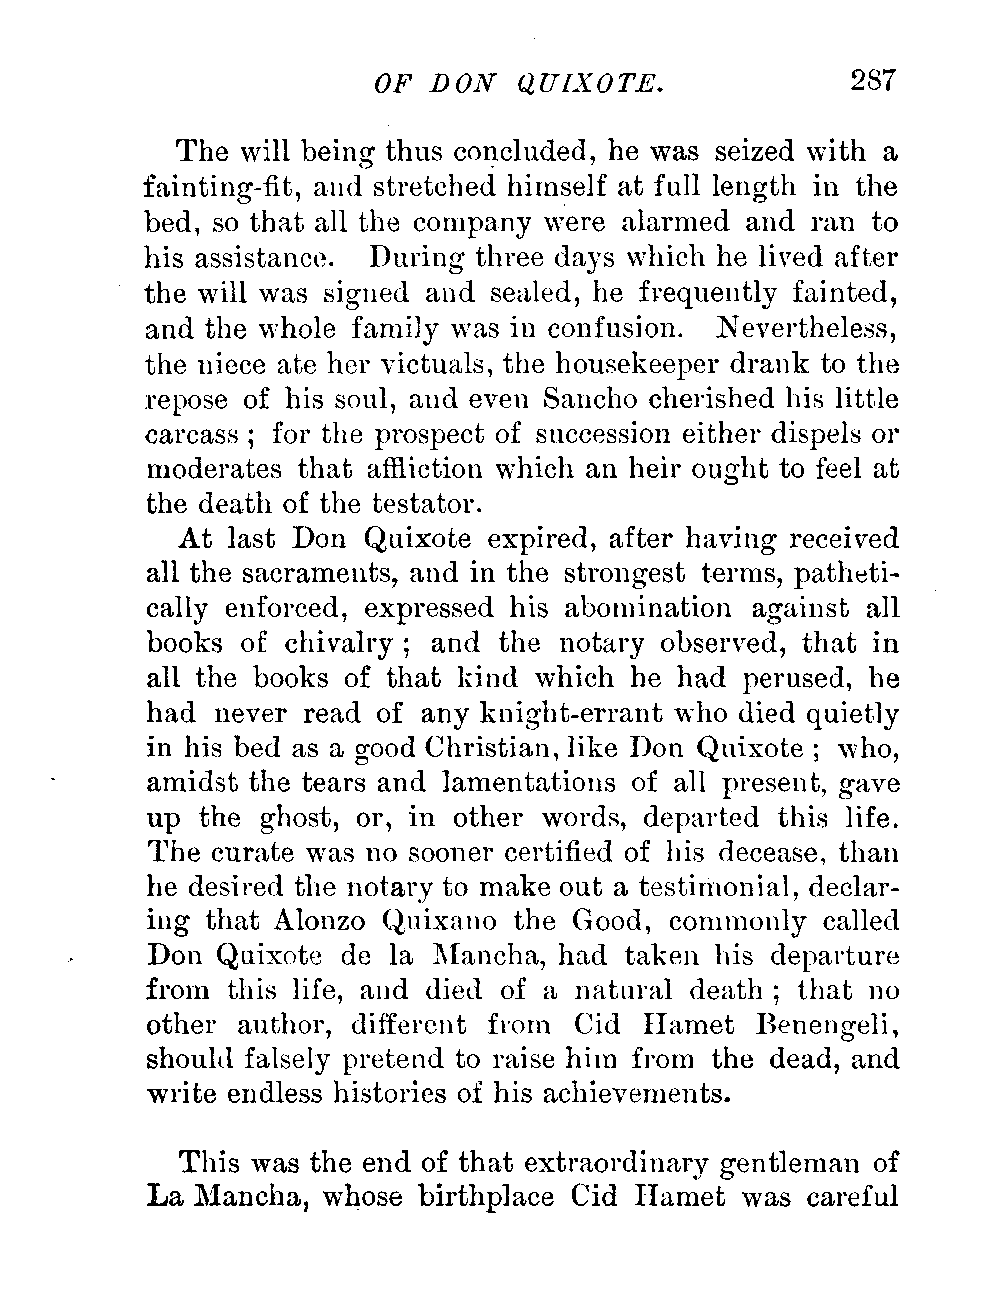 OF DON QUIXOTE. 287
The will being thus concluded, he was seized with a
fainting-fit, and stretched himself at full length in the
bed, so that all the company were alarmed and ran to
his assistance. During three days which he lived after
the will was signed and sealed, he frequently fainted,
and the whole family was in confusion. Nevertheless,
the niece ate her victuals, the housekeeper drank to the
repose of his soul, and even Sancho cherished his little
carcass ; for the prospect of succession either dispels or
moderates that affliction which an heir ought to feel at
the death of the testator.
At last Don Quixote expired, after having received
all the sacraments, and in the strongest terms, patheti-
cally enforced, expressed his abomination against all
books of chivalry ; and the notary observed, that in
all the books of that kind which he had perused, he
had never read of any knight-errant who died quietly
in his bed as a good Christian, like Don Quixote ; who,
amidst the tears and lamentations of all present, gave
up the ghost, or, in other words, departed this life.
The curate was no sooner certified of his decease, than
he desired the notary to make out a testimonial, declar-
ing that Alonzo Quixano the Good, commonly called
Don Quixote de la Mancha, had taken his departure
from this life, and died of a natural death ; that no
other author, different from Cid Hamet Benengeli,
should falsely pretend to raise him from the dead, and
write endless histories of his achievements.
This was the end of that extraordinary gentleman of
La Mancha, whose birthplace Cid Hamet was careful